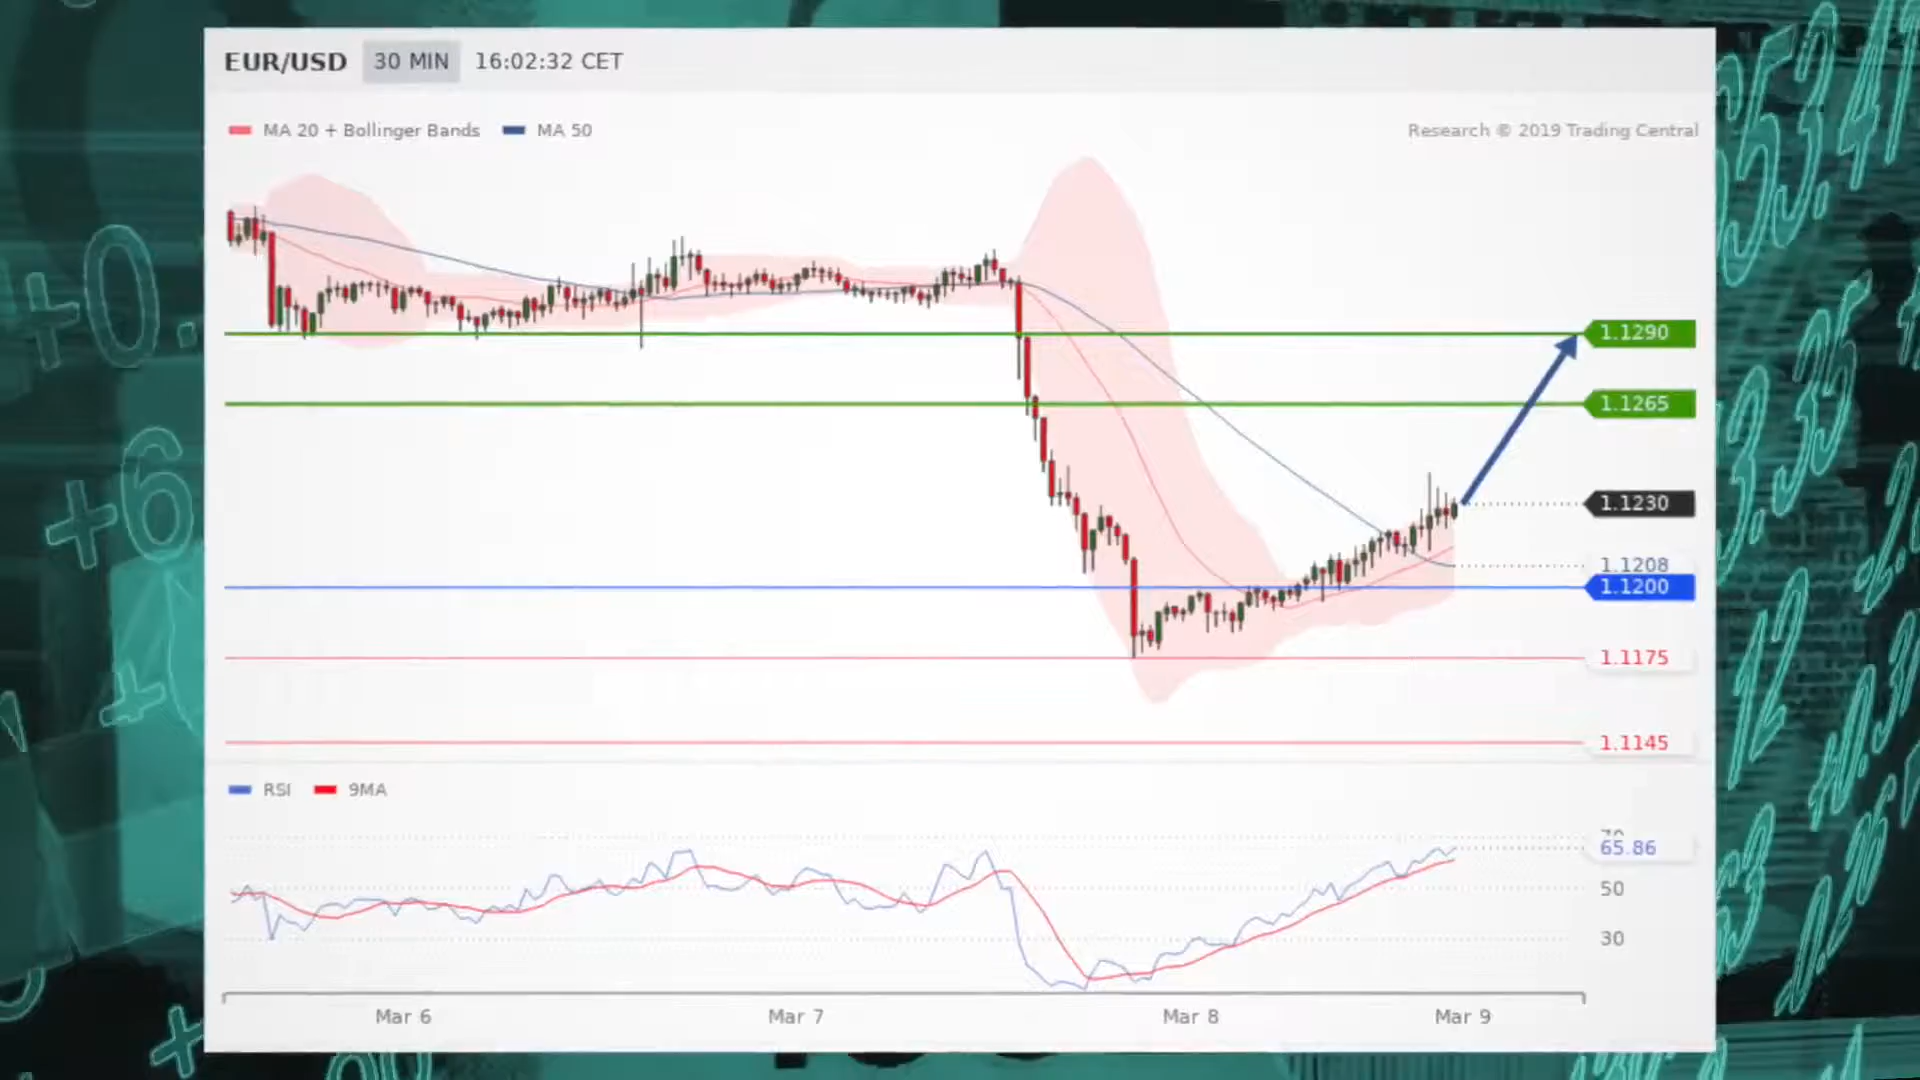 EUR/USD 30 MIN 16:02:32 CET
MA 20 + Bollinger Bands MA 50
Research © 2019 Trading Central
1.1290
1.1265
1.1230
1.1208
1.1200
1.1175
1.1145
RSI 9MA
65.86
50
30
Mar 6 Mar 7 Mar 8 Mar 9
+0.
+6